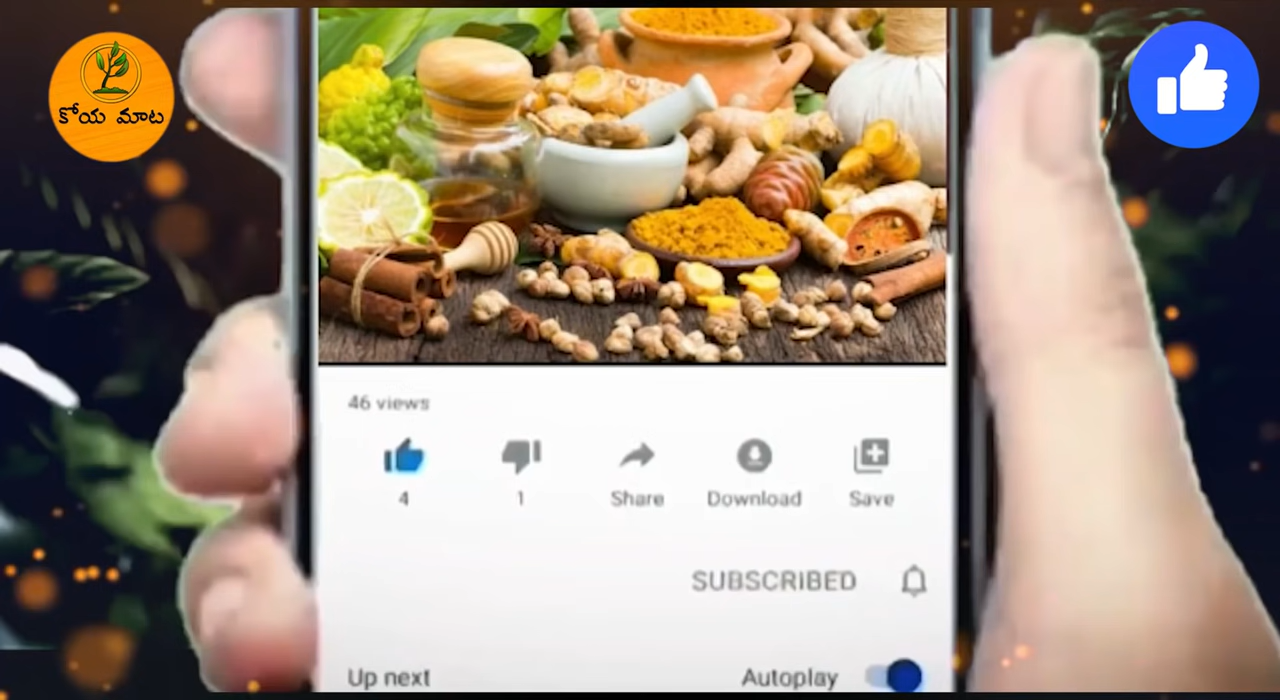 కోయ మాట
46 views
4
1
Share
Download
Save
SUBSCRIBED
Up next
Autoplay